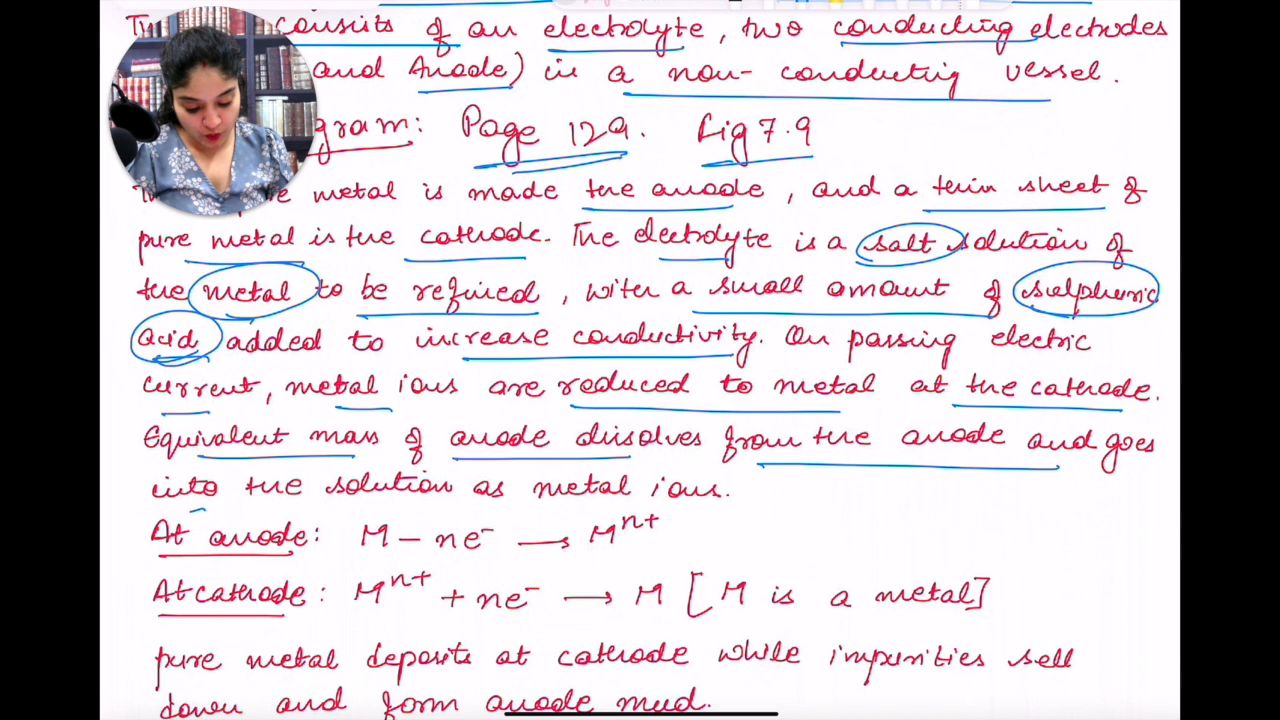 consists of an electrolyte, two conducting electrodes
and Anode) in a non-conducting vessel.
gram: Page 129. Fig 7.9
metal is made the anode, and a thin sheet of
pure metal is the cathode. The electrolyte is a salt solution of
the metal to be refined, with a small amount of sulphuric
acid added to increase conductivity. On passing electric
current, metal ions are reduced to metal at the cathode.
Equivalent mass of anode dissolves from the anode and goes
into the solution as metal ions.
At anode: M - ne⁻ → Mⁿ⁺
At cathode: Mⁿ⁺ + ne⁻ → M [M is a metal]
pure metal deposits at cathode while impurities sell
down and form anode mud.